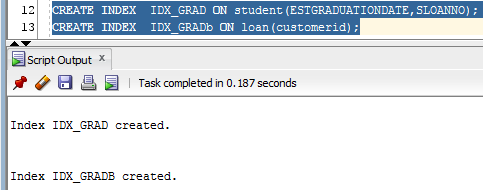 12 CREATE INDEX  IDX_GRAD ON student(ESTGRADUATIONDATE,SLOANNO);
13 CREATE INDEX  IDX_GRADb ON loan(customerid);
Script Output x
Task completed in 0.187 seconds
Index IDX_GRAD created.
Index IDX_GRADB created.